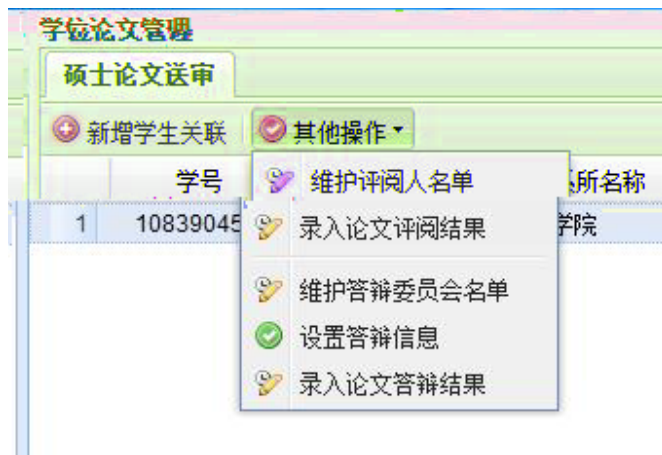 学位论文管理
硕士论文送审
新增学生关联 其他操作
学号 所名称
1 10839045 学院
维护评阅人名单
录入论文评阅结果
维护答辩委员会名单
设置答辩信息
录入论文答辩结果